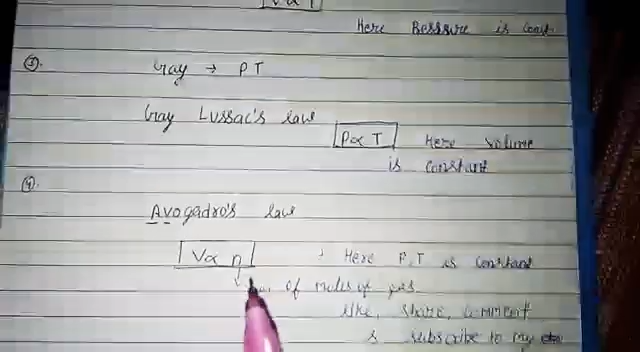 V ∝ T
Here Pressure is const.
③.
Gay → P T
Gay Lussac's law
P ∝ T Here volume
is constant
④.
Avogadro's law
V ∝ n → Here P,T is constant
of moles of gas
like, share, comment
& subscribe to my